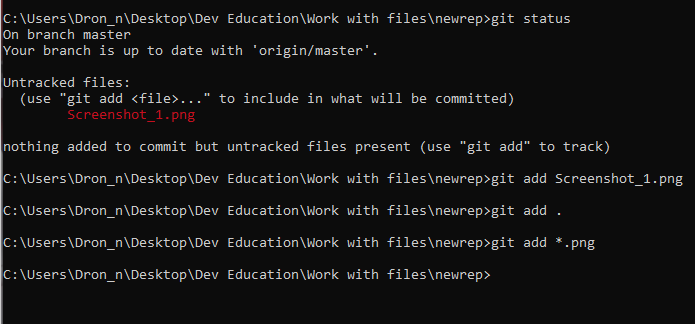 C:\Users\Dron_n\Desktop\Dev Education\Work with files\newrep>git status
On branch master
Your branch is up to date with 'origin/master'.
Untracked files:
(use "git add <file>..." to include in what will be committed)
Screenshot_1.png
nothing added to commit but untracked files present (use "git add" to track)
C:\Users\Dron_n\Desktop\Dev Education\Work with files\newrep>git add Screenshot_1.png
C:\Users\Dron_n\Desktop\Dev Education\Work with files\newrep>git add .
C:\Users\Dron_n\Desktop\Dev Education\Work with files\newrep>git add *.png
C:\Users\Dron_n\Desktop\Dev Education\Work with files\newrep>